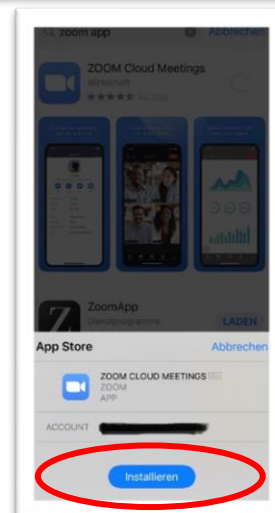 zoom app Abbrechen
ZOOM Cloud Meetings
Wirtschaft
ZoomApp
Dienstprogramme
LADEN
App Store Abbrechen
ZOOM CLOUD MEETINGS
ZOOM
APP
ACCOUNT
Installieren